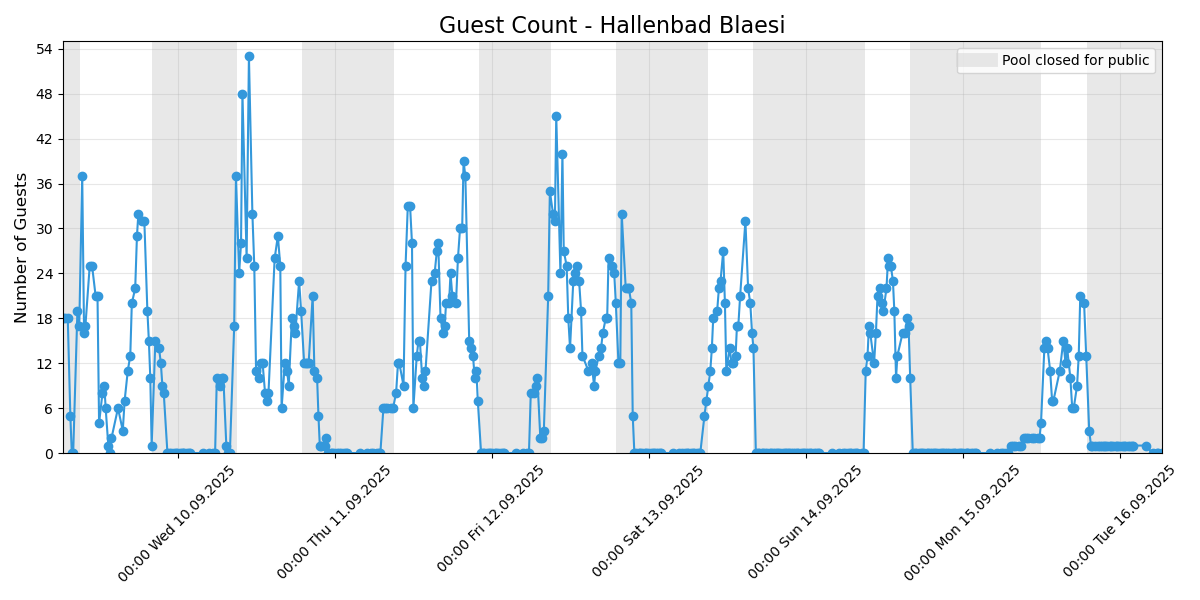 Guest Count - Hallenbad Blaesi
Pool closed for public
Number of Guests
54
48
42
36
30
24
18
12
6
0
00:00 Wed 10.09.2025
00:00 Thu 11.09.2025
00:00 Fri 12.09.2025
00:00 Sat 13.09.2025
00:00 Sun 14.09.2025
00:00 Mon 15.09.2025
00:00 Tue 16.09.2025